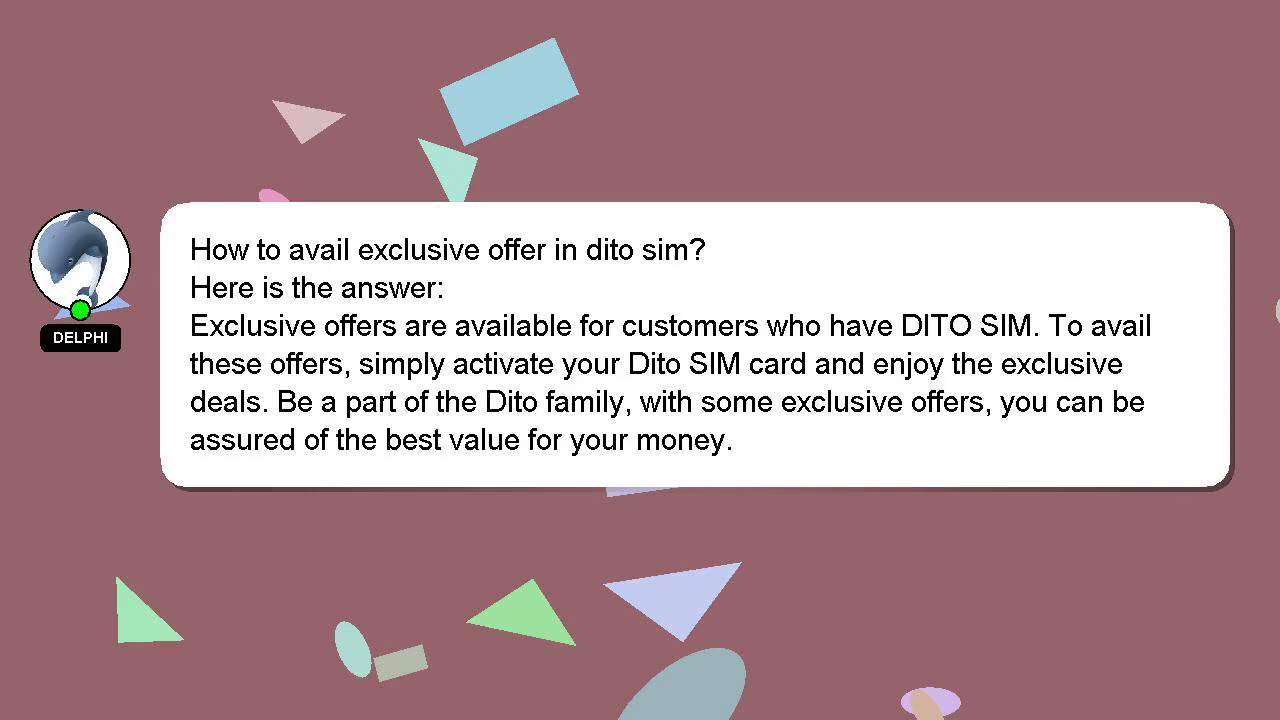 How to avail exclusive offer in dito sim?
Here is the answer:
Exclusive offers are available for customers who have DITO SIM. To avail
these offers, simply activate your Dito SIM card and enjoy the exclusive
deals. Be a part of the Dito family, with some exclusive offers, you can be
assured of the best value for your money.
DELPHI